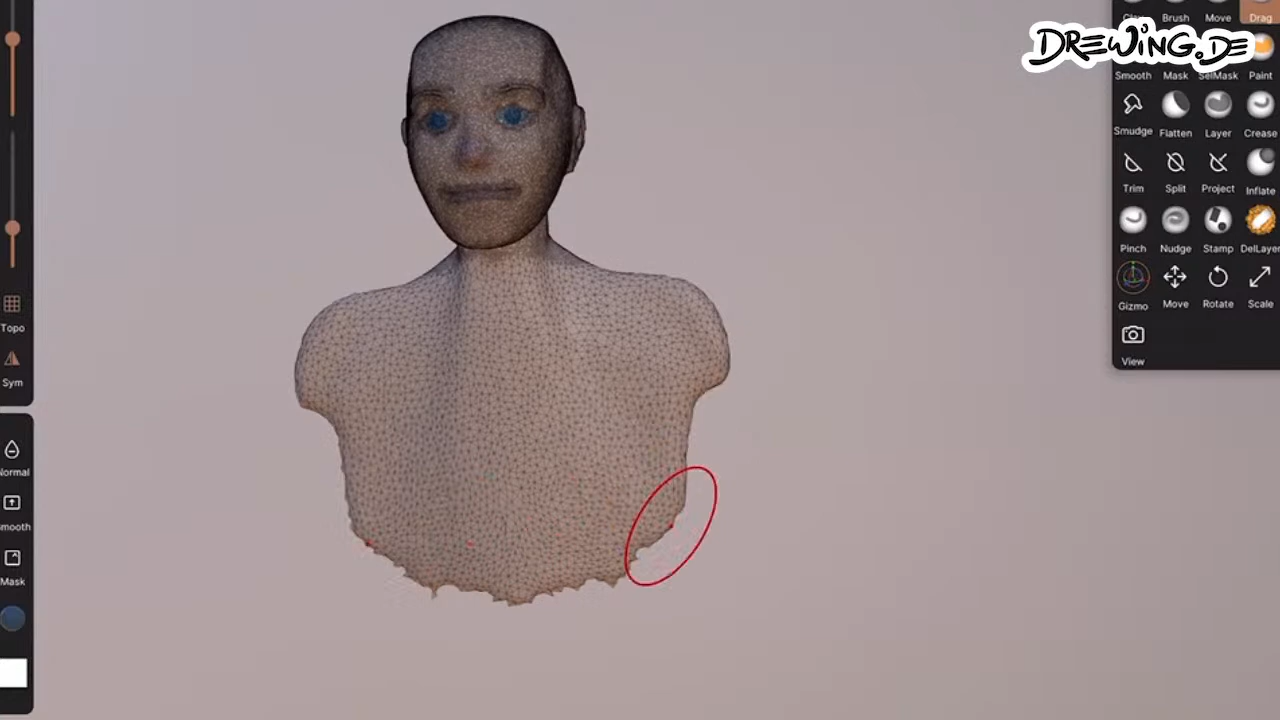 Clay Brush Move Drag
DREWING.DE
Smooth Mask SelMask Paint
Smudge Flatten Layer Crease
Trim Split Project Inflate
Pinch Nudge Stamp DelLayer
Gizmo Move Rotate Scale
View
Topo
Sym
Normal
mooth
Mask